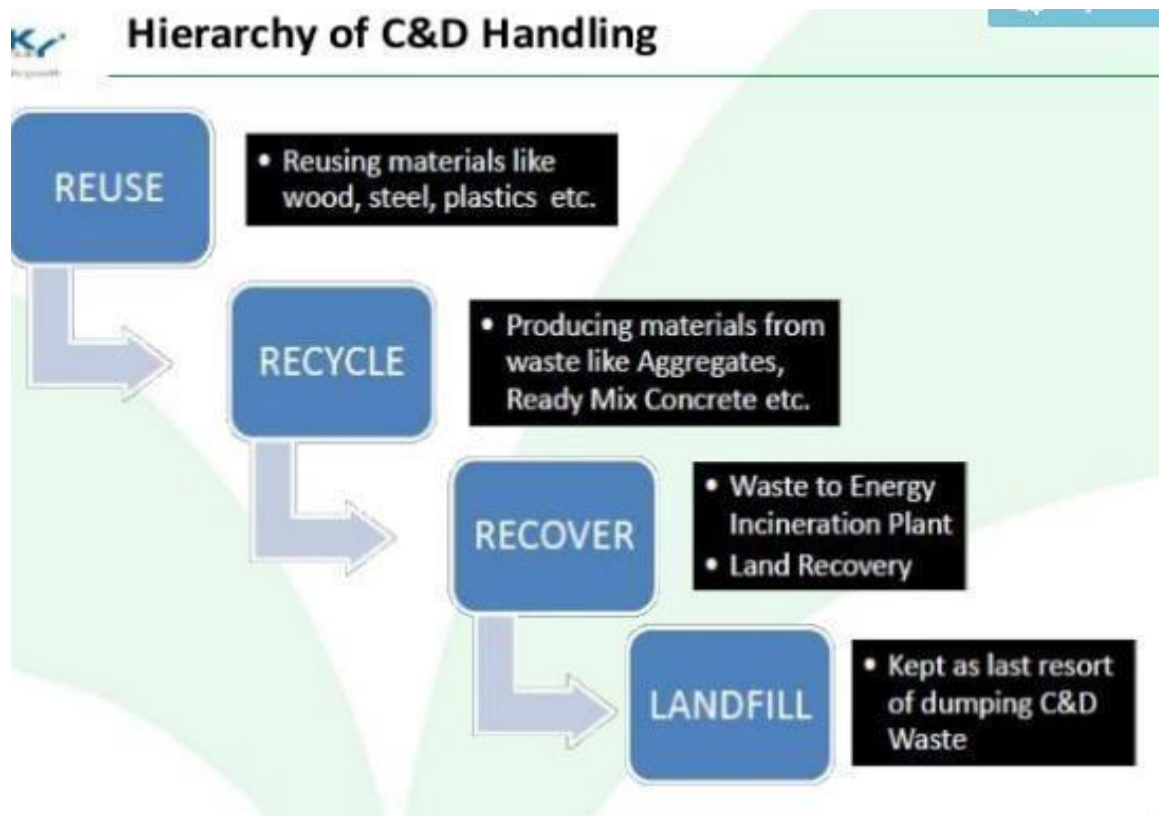 Hierarchy of C&D Handling
REUSE
• Reusing materials like
wood, steel, plastics etc.
RECYCLE
• Producing materials from
waste like Aggregates,
Ready Mix Concrete etc.
RECOVER
• Waste to Energy
Incineration Plant
• Land Recovery
LANDFILL
• Kept as last resort
of dumping C&D
Waste